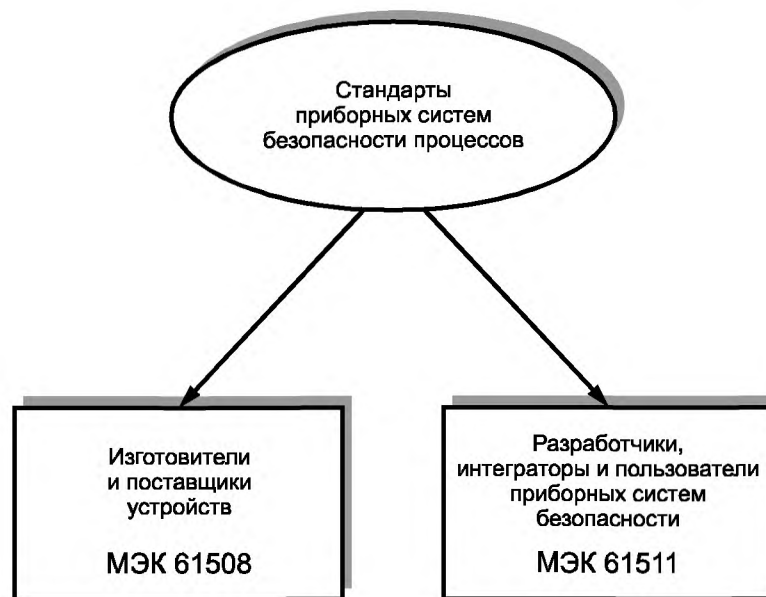 Стандарты
приборных систем
безопасности процессов
Изготовители
и поставщики
устройств
МЭК 61508
Разработчики,
интеграторы и пользователи
приборных систем
безопасности
МЭК 61511